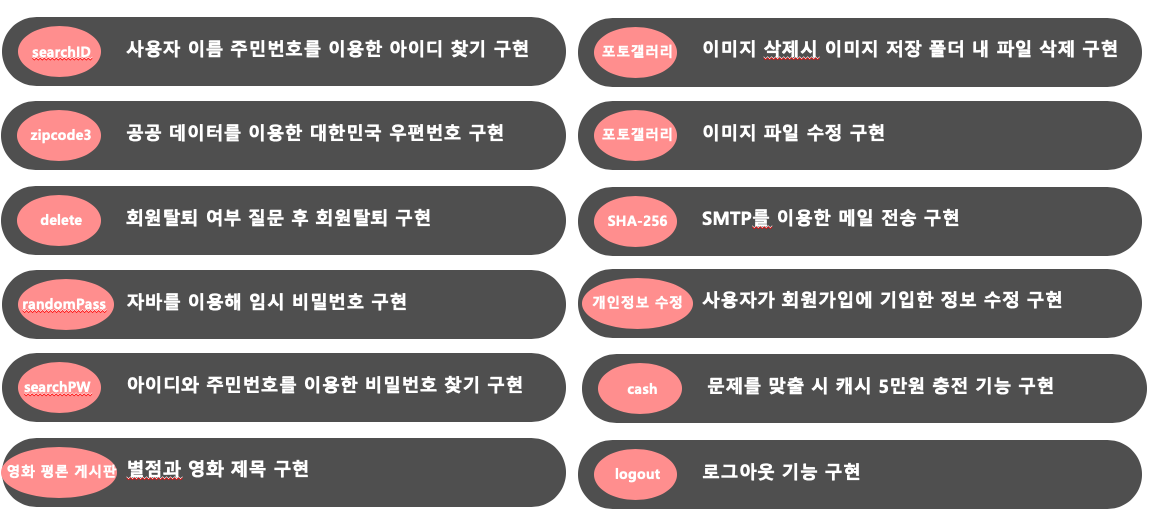 searchID 사용자 이름 주민번호를 이용한 아이디 찾기 구현
zipcode3 공공 데이터를 이용한 대한민국 우편번호 구현
delete 회원탈퇴 여부 질문 후 회원탈퇴 구현
randomPass 자바를 이용해 임시 비밀번호 구현
searchPW 아이디와 주민번호를 이용한 비밀번호 찾기 구현
영화 평론 게시판 별점과 영화 제목 구현
포토갤러리 이미지 삭제시 이미지 저장 폴더 내 파일 삭제 구현
포토갤러리 이미지 파일 수정 구현
SHA-256 SMTP를 이용한 메일 전송 구현
개인정보 수정 사용자가 회원가입에 기입한 정보 수정 구현
cash 문제를 맞출 시 캐시 5만원 충전 기능 구현
logout 로그아웃 기능 구현